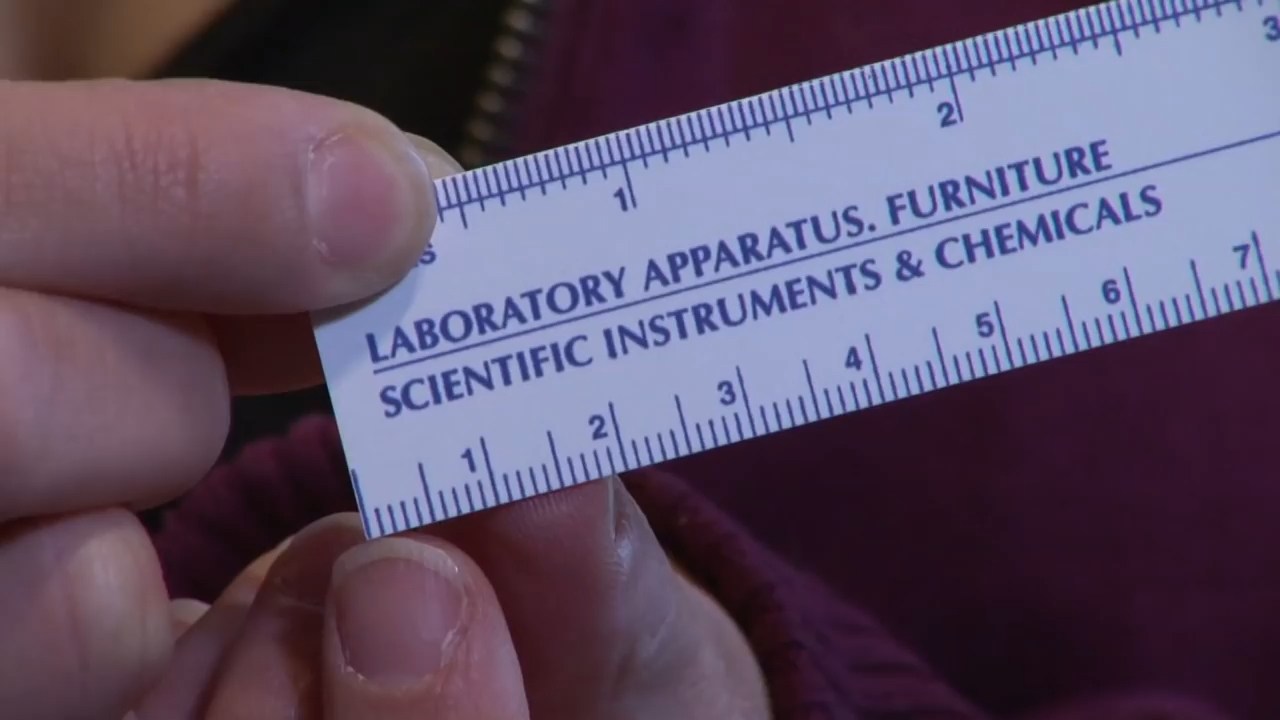 1 2 3
LABORATORY APPARATUS. FURNITURE
SCIENTIFIC INSTRUMENTS & CHEMICALS
1 2 3 4 5 6 7